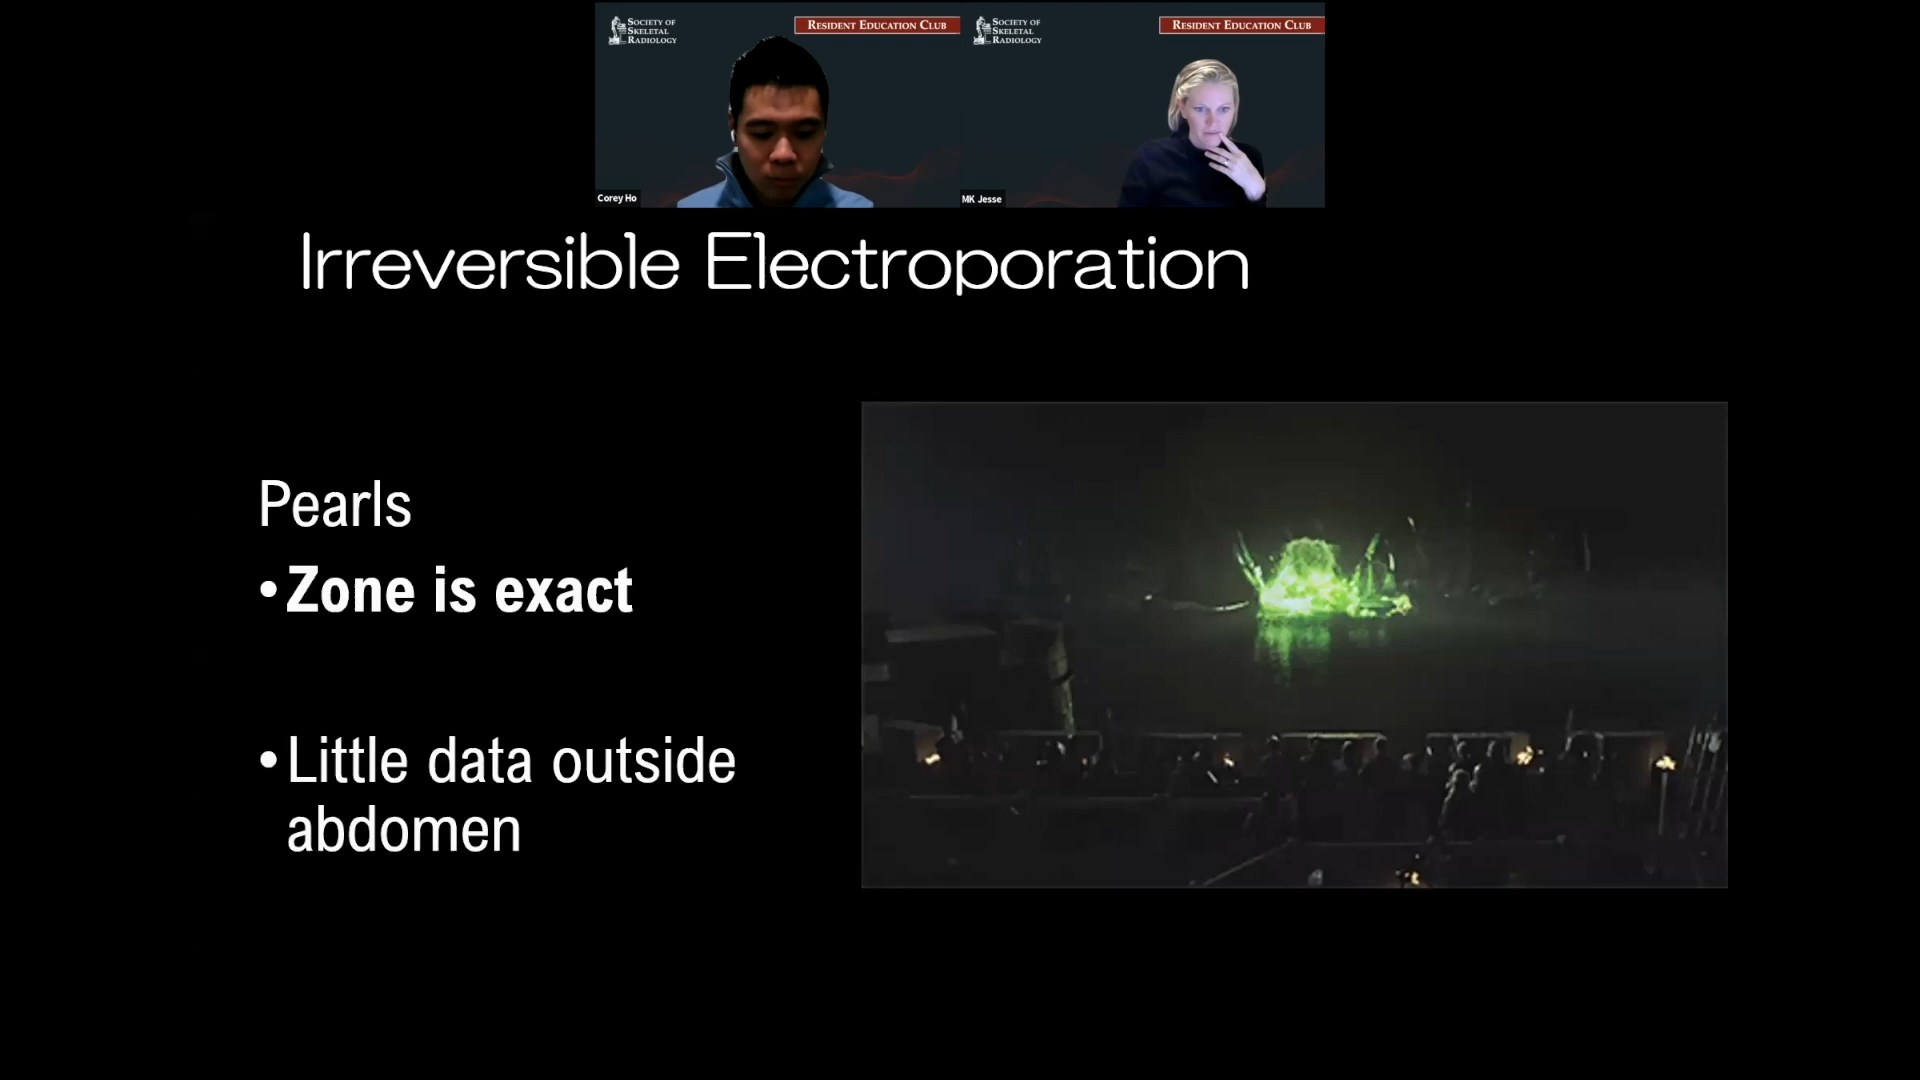 SOCIETY OF
SKELETAL
RADIOLOGY
RESIDENT EDUCATION CLUB
Corey Ho
SOCIETY OF
SKELETAL
RADIOLOGY
RESIDENT EDUCATION CLUB
MK Jesse
Irreversible Electroporation
Pearls
•Zone is exact
•Little data outside
abdomen